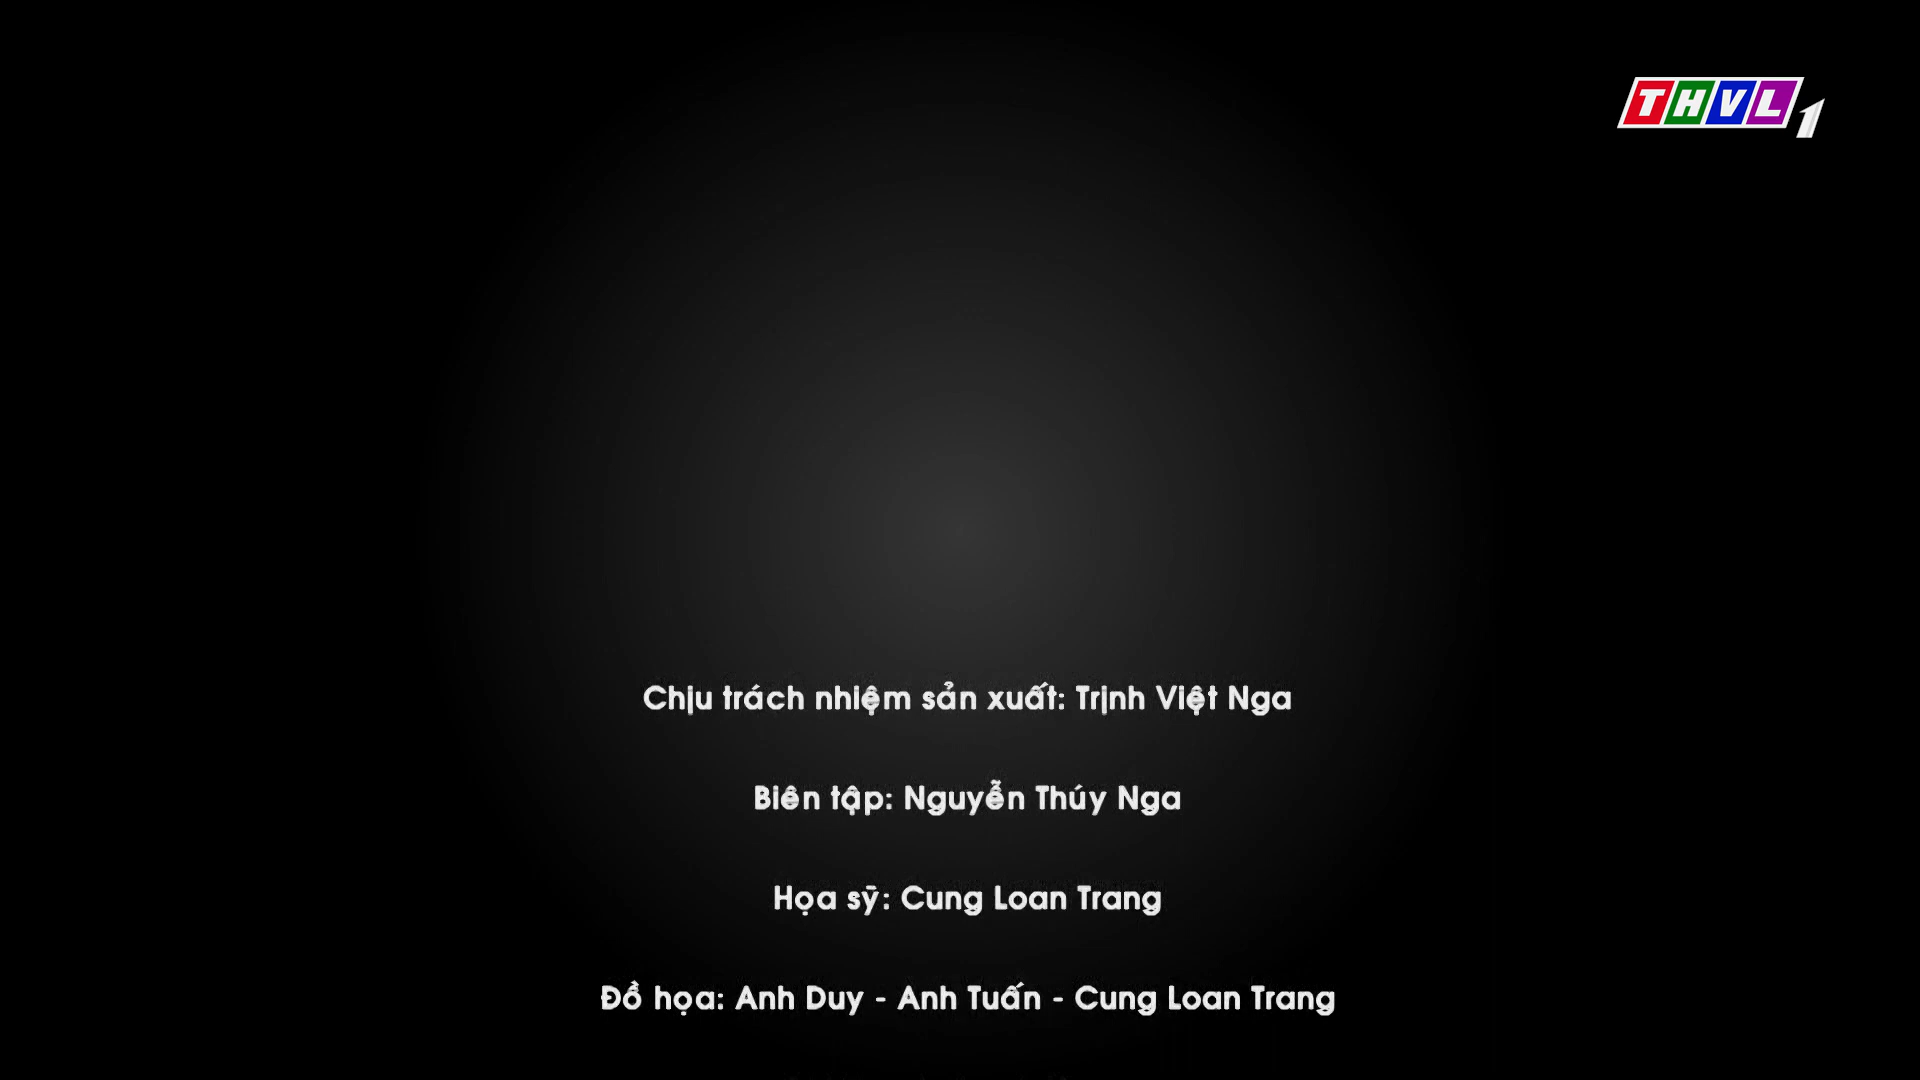 THVL1
Chịu trách nhiệm sản xuất: Trịnh Việt Nga
Biên tập: Nguyễn Thúy Nga
Họa sỹ: Cung Loan Trang
Đồ họa: Anh Duy - Anh Tuấn - Cung Loan Trang